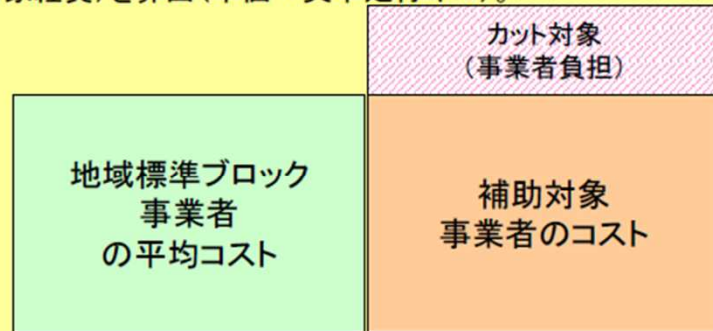 カット対象
（事業者負担）
地域標準ブロック
事業者
の平均コスト
補助対象
事業者のコスト